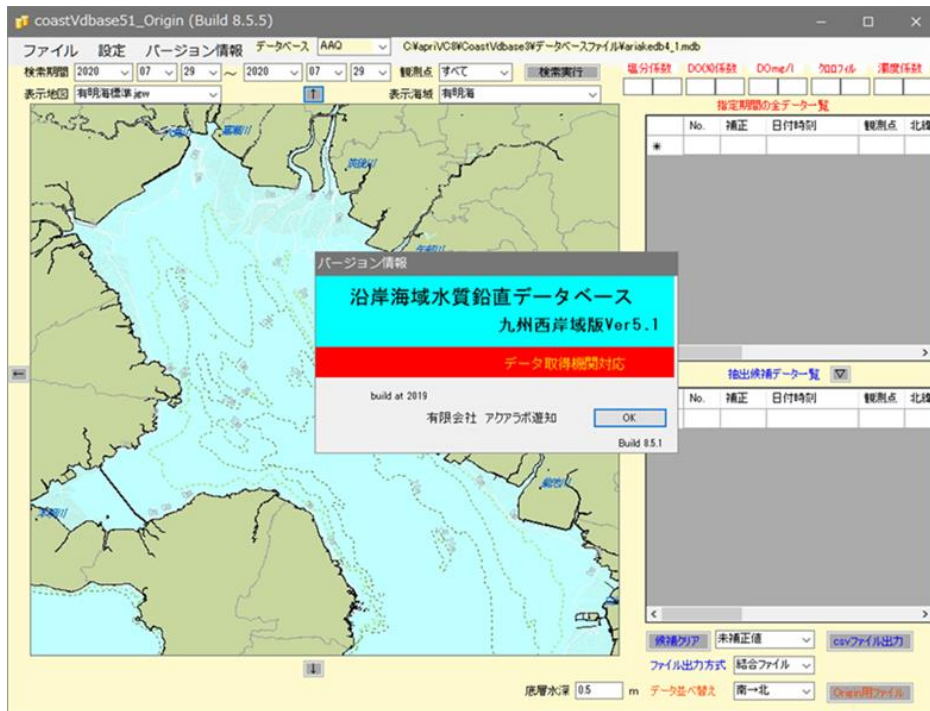 coastVdbase51_Origin (Build 8.5.5)
ファイル 設定 バージョン情報 データベース AAQ C:¥apriVC8¥CoastVdbase3¥データベースファイル¥ariakedb4_1.mdb
検索期間 2020 07 29 ～ 2020 07 29 観測点 すべて 検索実行 塩分係数 DO(%)係数 DOmg/l クロロフィル 濁度係数
表示地図 有明海標準.jgw ↑ 表示海域 有明海
指定期間の全データ一覧
No. 補正 日付時刻 観測点 北緯
*
筑後川
バージョン情報
沿岸海域水質鉛直データベース
九州西岸域版Ver5.1
データ取得機関対応
build at 2019
有限会社 アクアラボ遊知 OK
Build 8.5.1
←
抽出候補データ一覧 ▽
No. 補正 日付時刻 観測点 北緯
菊池川
候補クリア 未補正値 csvファイル出力
ファイル出力方式 結合ファイル
↓
底層水深 0.5 m データ並べ替え 南→北 Origin用ファイル